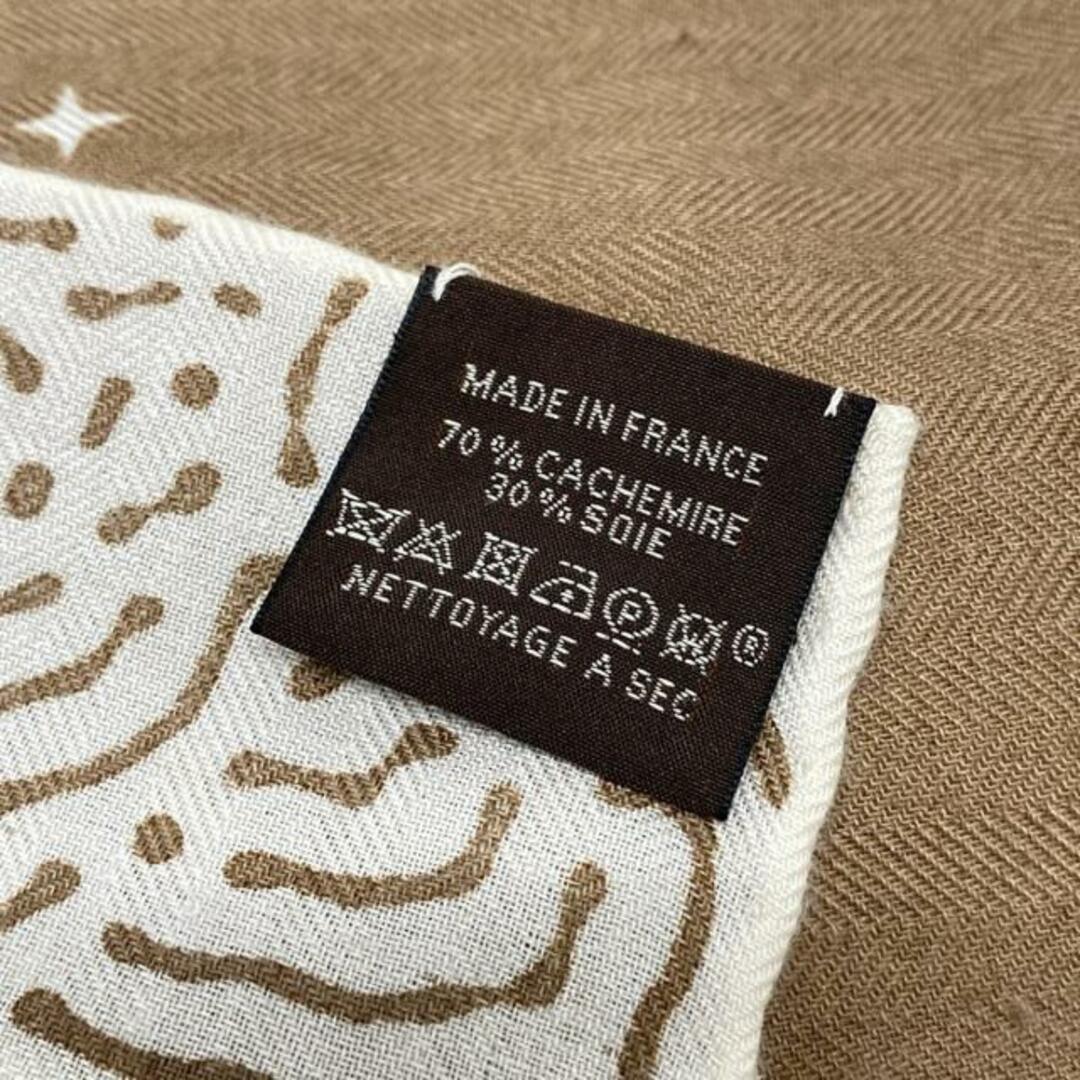 MADE IN FRANCE
70 % CACHEMIRE
30 % SOIE
P W ®
NETTOYAGE A SEC